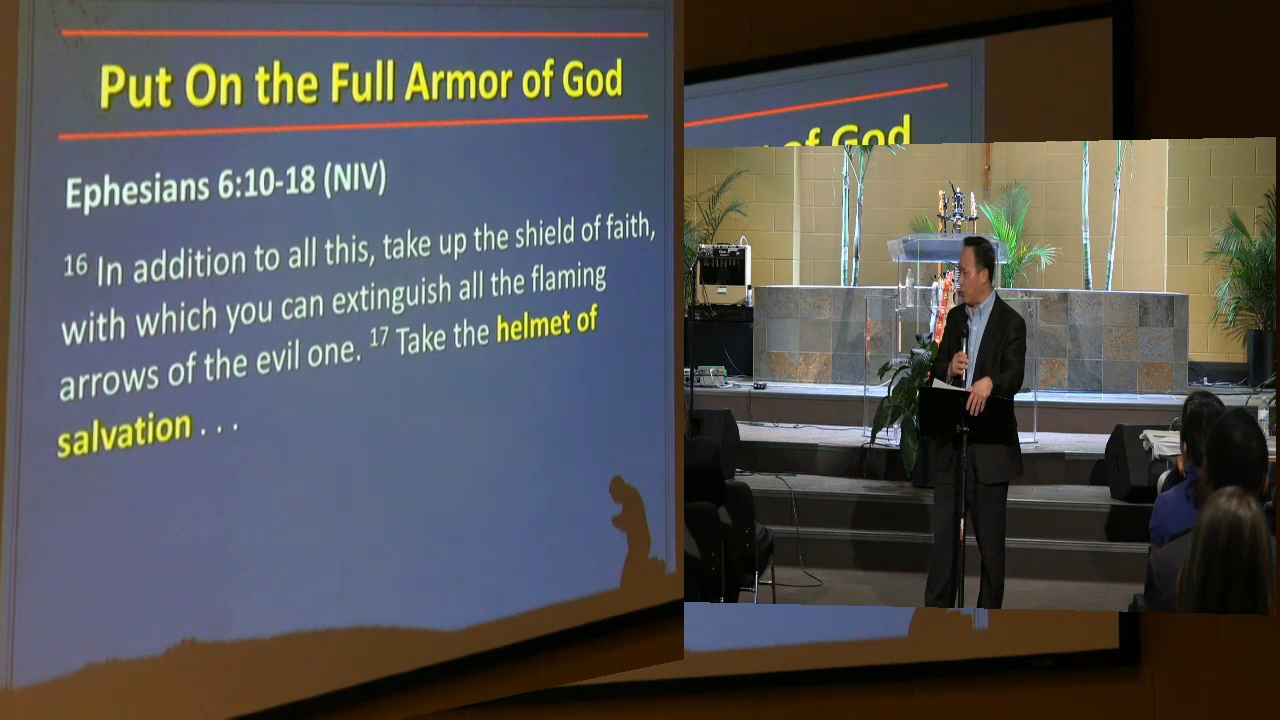 Put On the Full Armor of God
Ephesians 6:10-18 (NIV)
16 In addition to all this, take up the shield of faith,
with which you can extinguish all the flaming
arrows of the evil one. 17 Take the helmet of
salvation . . .
of God